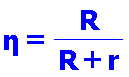 η = R / (R + r)